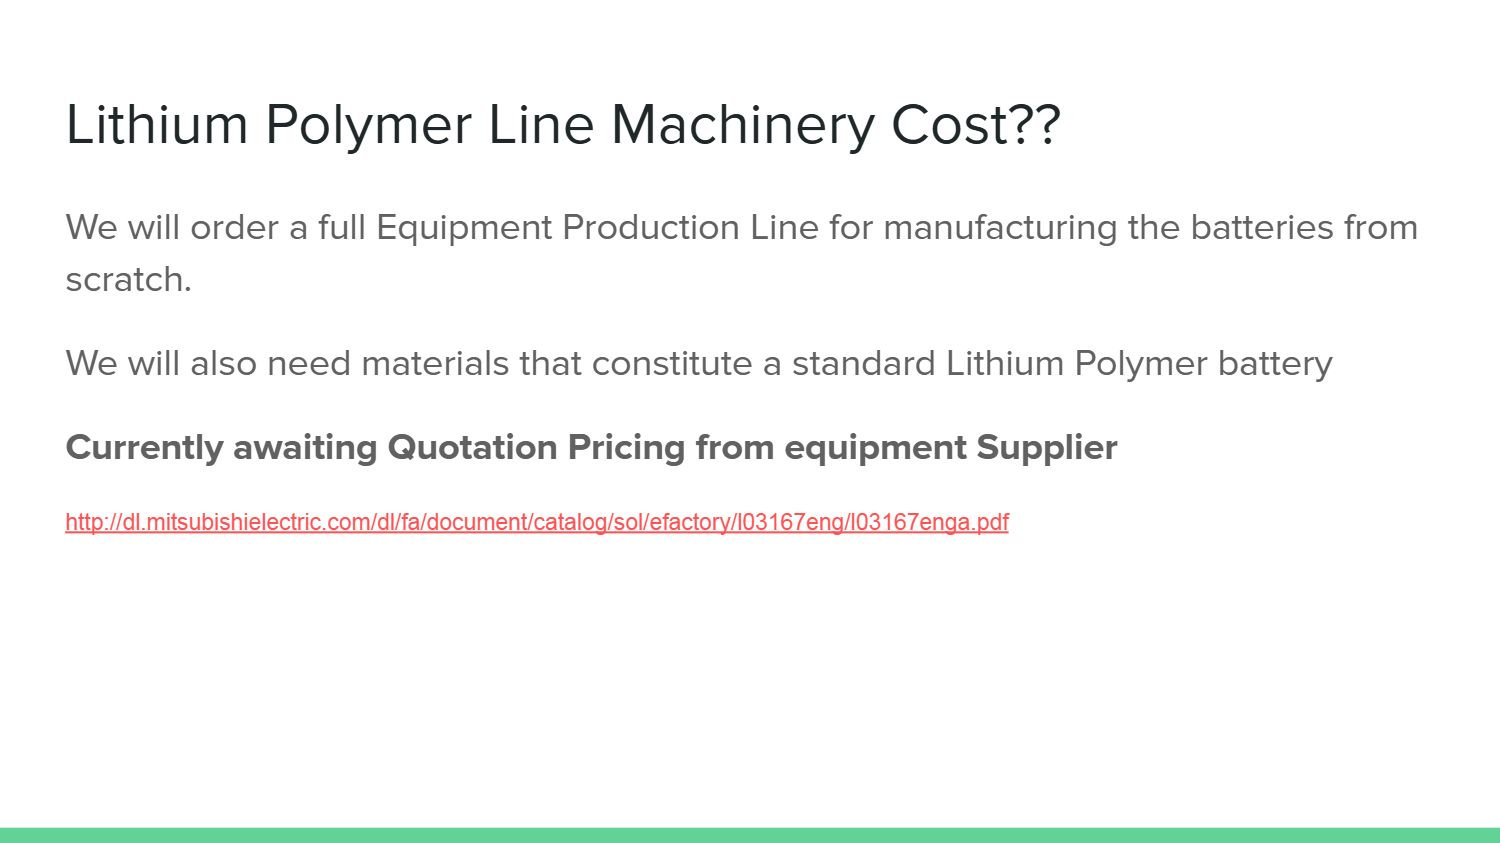 Lithium Polymer Line Machinery Cost??
We will order a full Equipment Production Line for manufacturing the batteries from
scratch.
We will also need materials that constitute a standard Lithium Polymer battery
Currently awaiting Quotation Pricing from equipment Supplier
http://dl.mitsubishielectric.com/dl/fa/document/catalog/sol/efactory/l03167eng/l03167enga.pdf